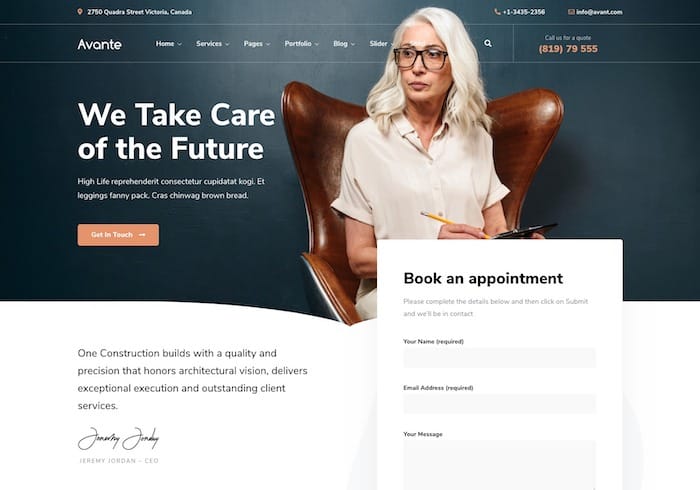 2750 Quadra Street Victoria, Canada
+1-3435-2356
info@avant.com
Avante
Home Services Pages Portfolio Blog Slider
Call us for a quote
(819) 79 555
We Take Care
of the Future
High Life reprehenderit consectetur cupidatat kogi. Et
leggings fanny pack. Cras chinwag brown bread.
Get In Touch →
Book an appointment
Please complete the details below and then click on Submit
and we'll be in contact
Your Name (required)
Email Address (required)
Your Message
One Construction builds with a quality and
precision that honors architectural vision, delivers
exceptional execution and outstanding client
services.
Jeremy Jorday
JEREMY JORDAN - CEO